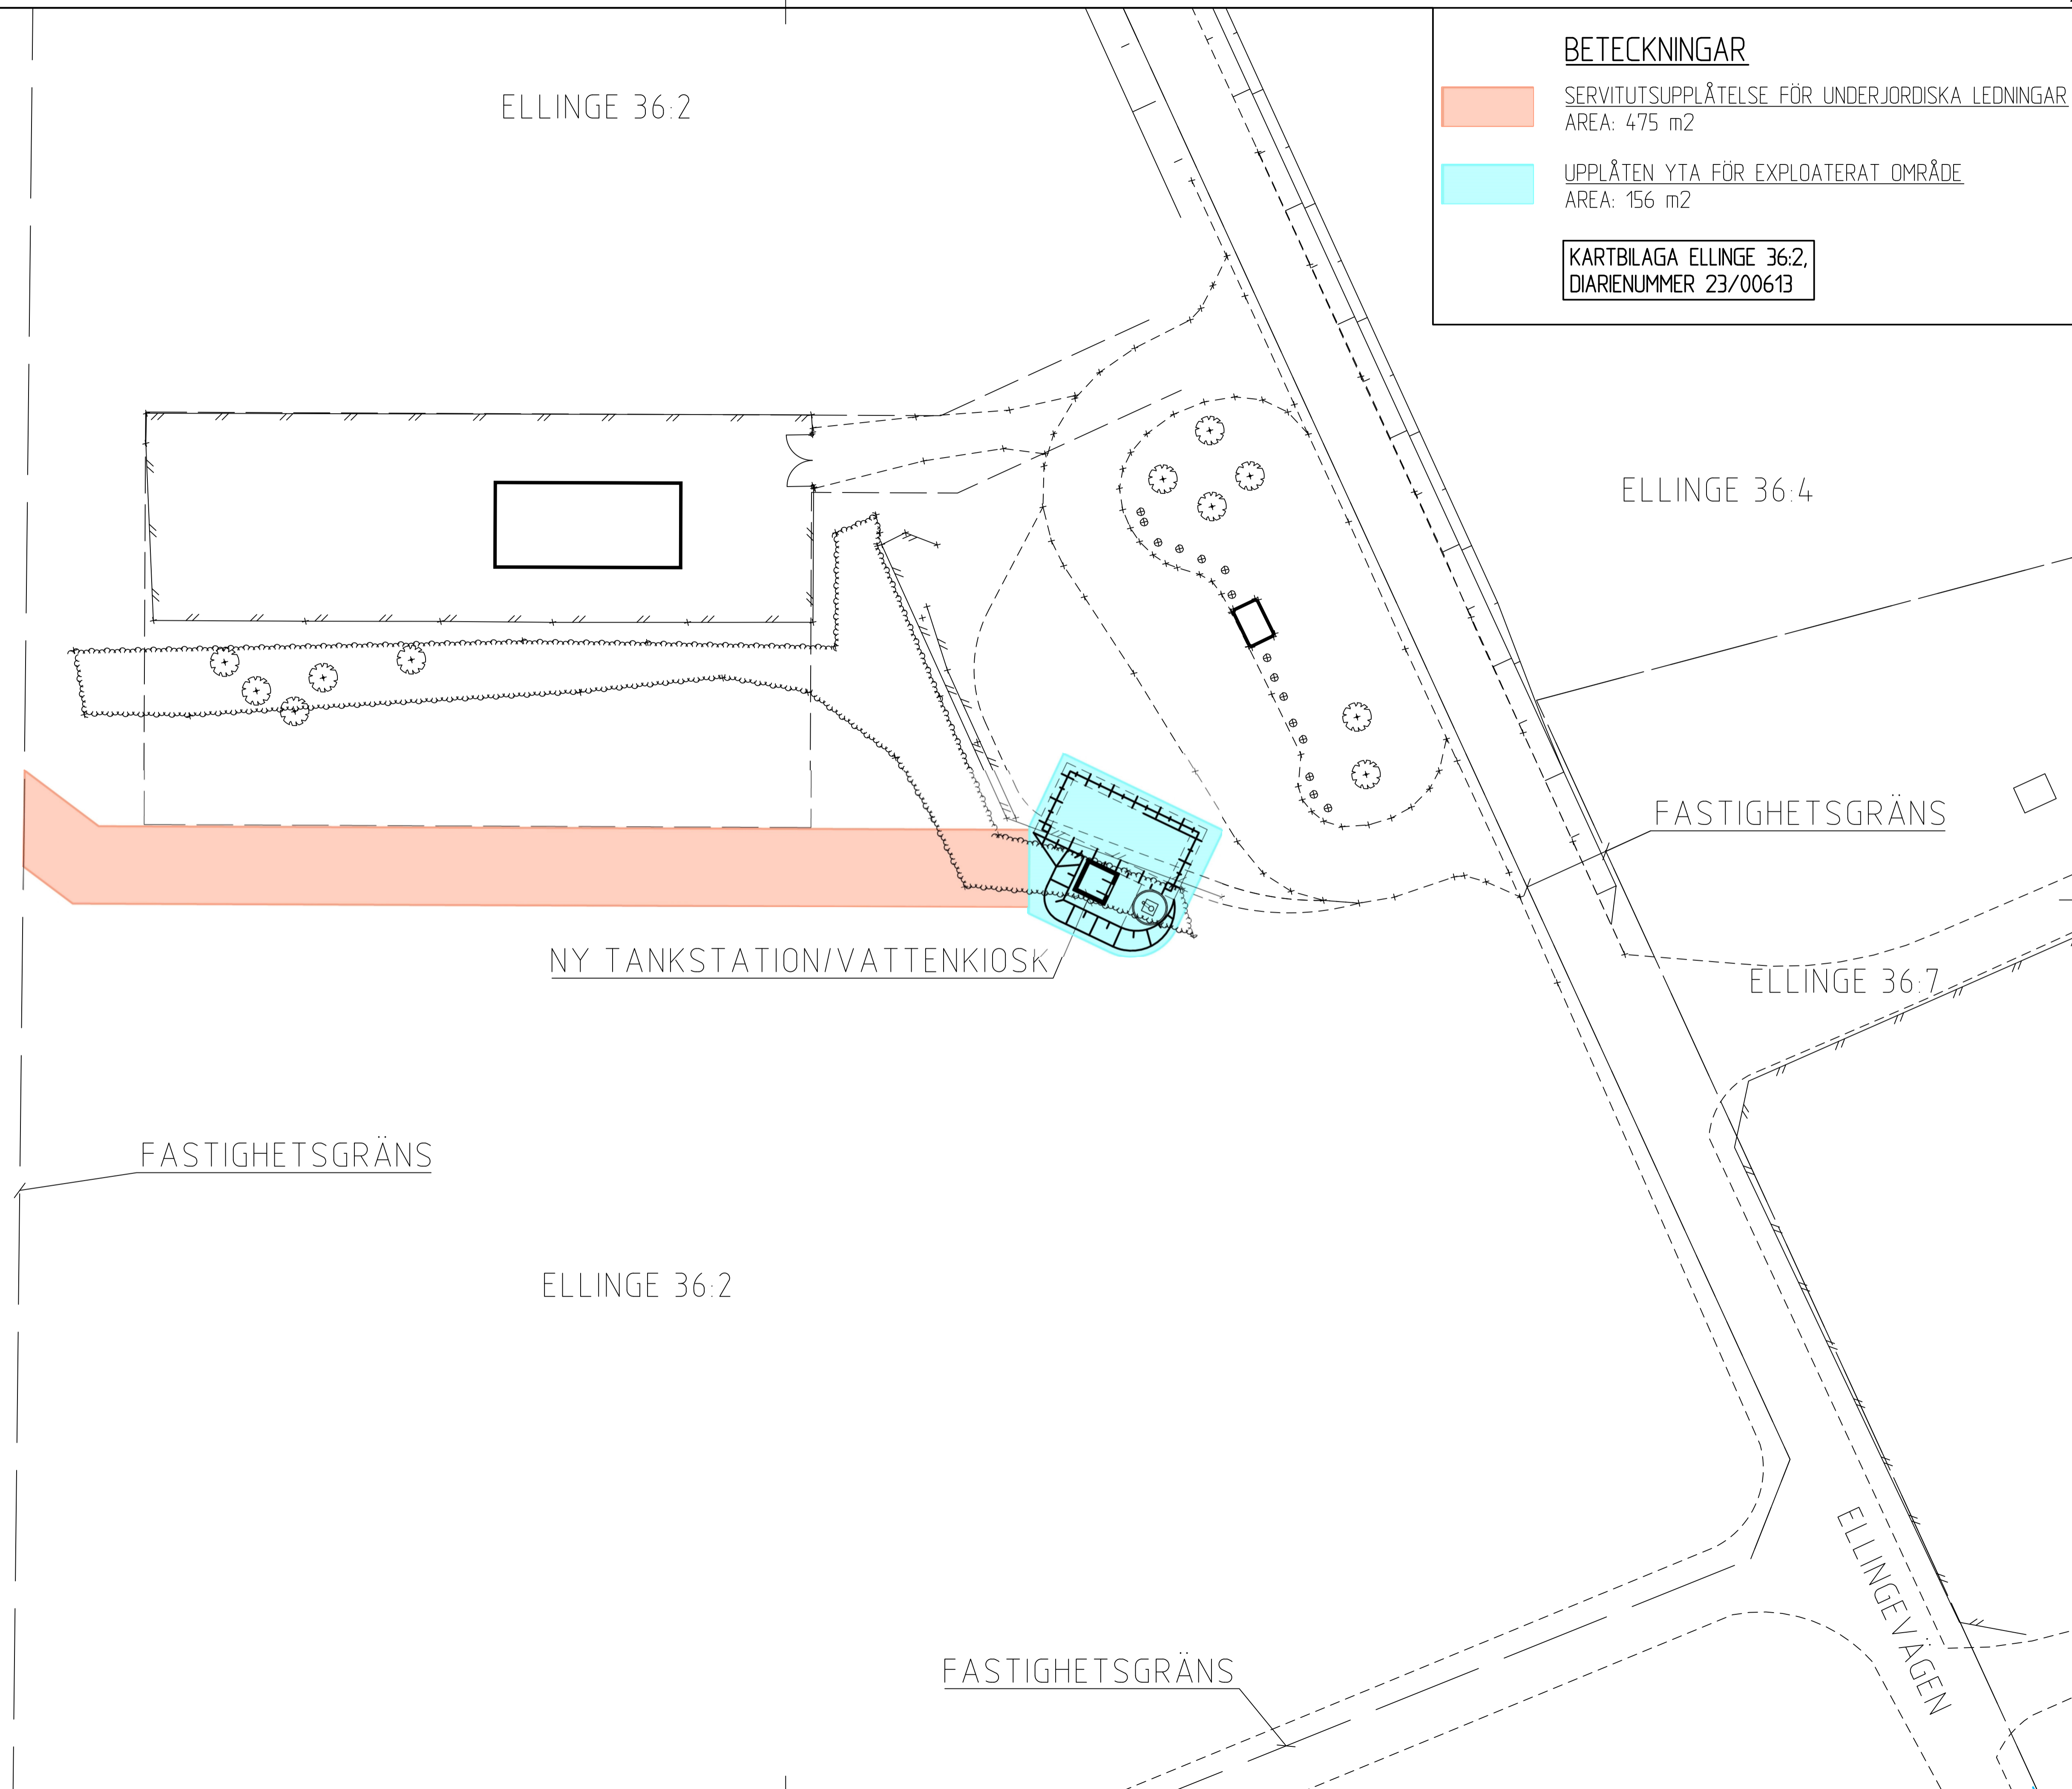 BETECKNINGAR
SERVITUTSUPPLÅTELSE FÖR UNDERJORDISKA LEDNINGAR
AREA: 475 m2
UPPLÅTEN YTA FÖR EXPLOATERAT OMRÅDE
AREA: 156 m2
KARTBILAGA ELLINGE 36:2,
DIARIENUMMER 23/00613
ELLINGE 36:2
ELLINGE 36:4
FASTIGHETSGRÄNS
NY TANKSTATION/VATTENKIOSK
ELLINGE 36:7
FASTIGHETSGRÄNS
ELLINGE 36:2
ELLINGEVÄGEN
FASTIGHETSGRÄNS